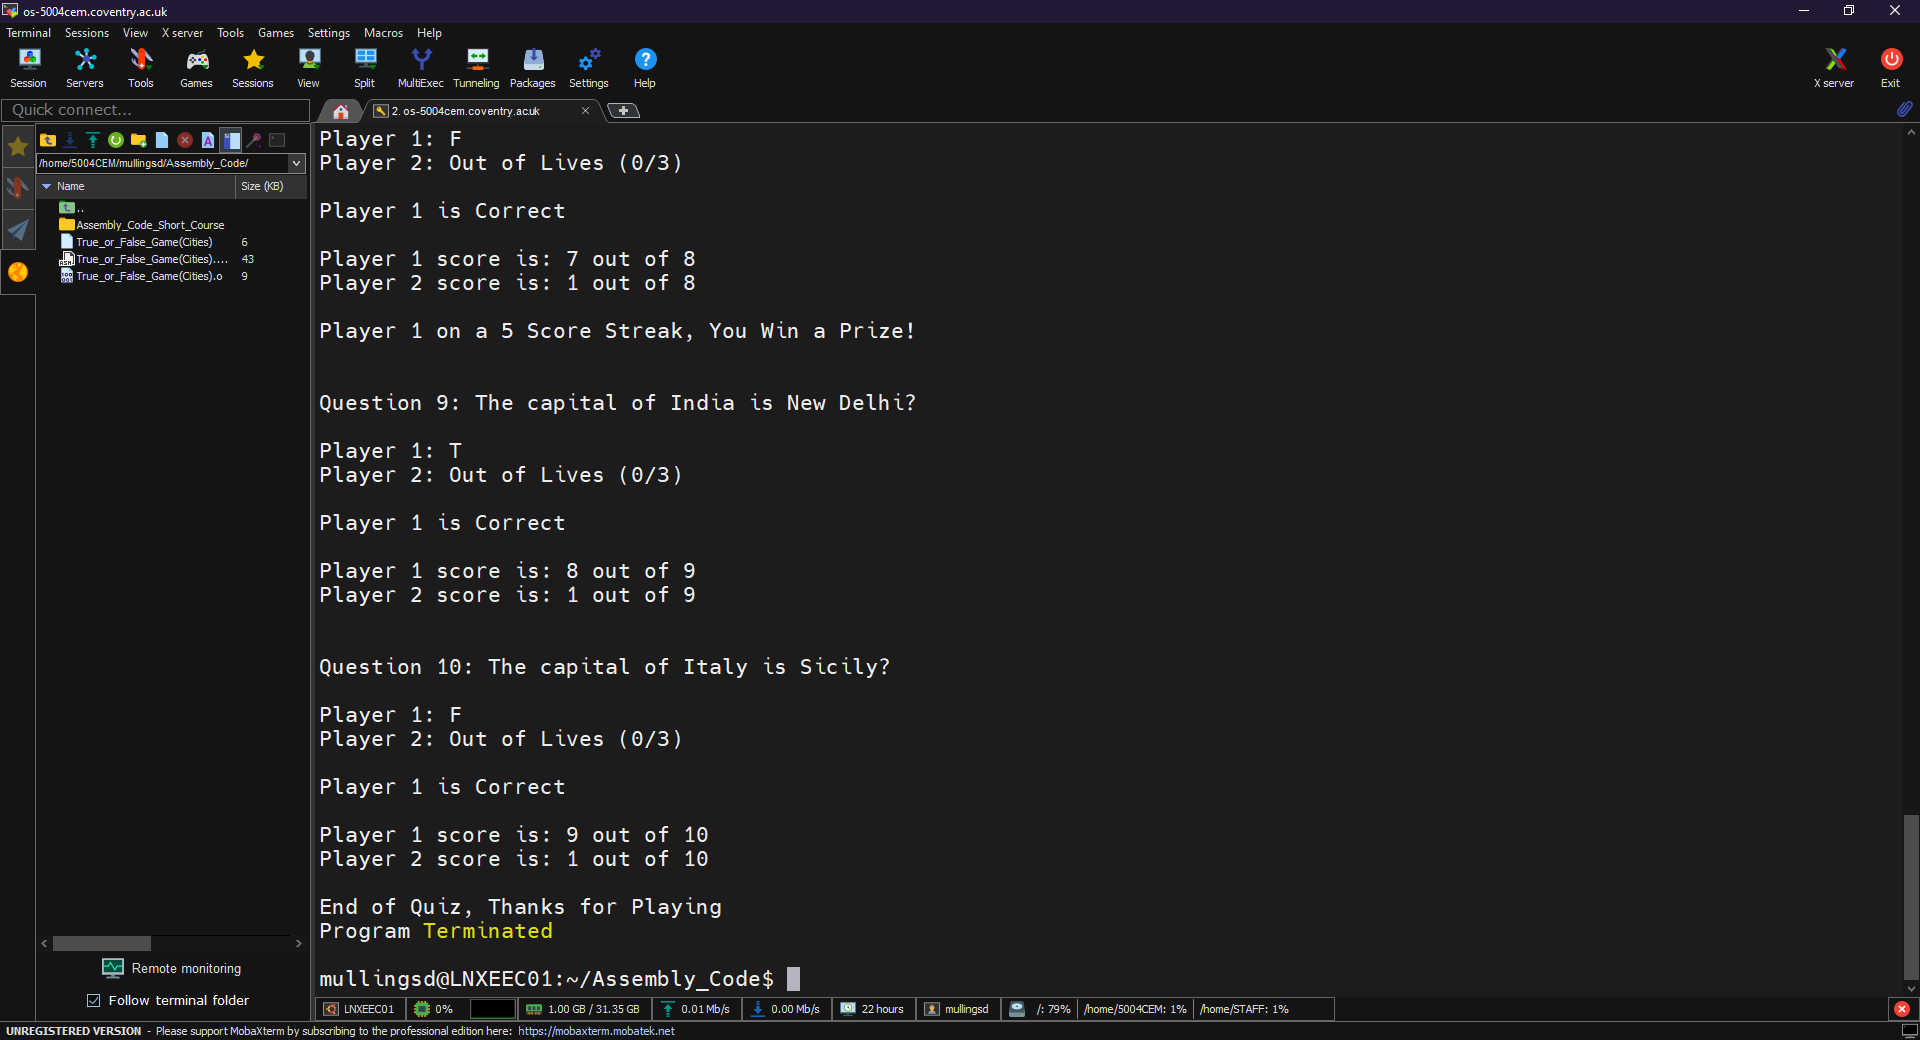 os-5004cem.coventry.ac.uk
Terminal Sessions View X server Tools Games Settings Macros Help
Session Servers Tools Games Sessions View Split MultiExec Tunneling Packages Settings Help X server Exit
Quick connect...
2. os-5004cem.coventry.ac.uk
/home/5004CEM/mullingsd/Assembly_Code/
Name Size (KB)
..
Assembly_Code_Short_Course
True_or_False_Game(Cities) 6
True_or_False_Game(Cities).... 43
True_or_False_Game(Cities).o 9
Remote monitoring
Follow terminal folder
Player 1: F
Player 2: Out of Lives (0/3)
Player 1 is Correct
Player 1 score is: 7 out of 8
Player 2 score is: 1 out of 8
Player 1 on a 5 Score Streak, You Win a Prize!
Question 9: The capital of India is New Delhi?
Player 1: T
Player 2: Out of Lives (0/3)
Player 1 is Correct
Player 1 score is: 8 out of 9
Player 2 score is: 1 out of 9
Question 10: The capital of Italy is Sicily?
Player 1: F
Player 2: Out of Lives (0/3)
Player 1 is Correct
Player 1 score is: 9 out of 10
Player 2 score is: 1 out of 10
End of Quiz, Thanks for Playing
Program Terminated
mullingsd@LNXEEC01:~/Assembly_Code$
LNXEEC01 0% 1.00 GB / 31.35 GB 0.01 Mb/s 0.00 Mb/s 22 hours mullingsd /: 79% /home/5004CEM: 1% /home/STAFF: 1%
UNREGISTERED VERSION - Please support MobaXterm by subscribing to the professional edition here: https://mobaxterm.mobatek.net